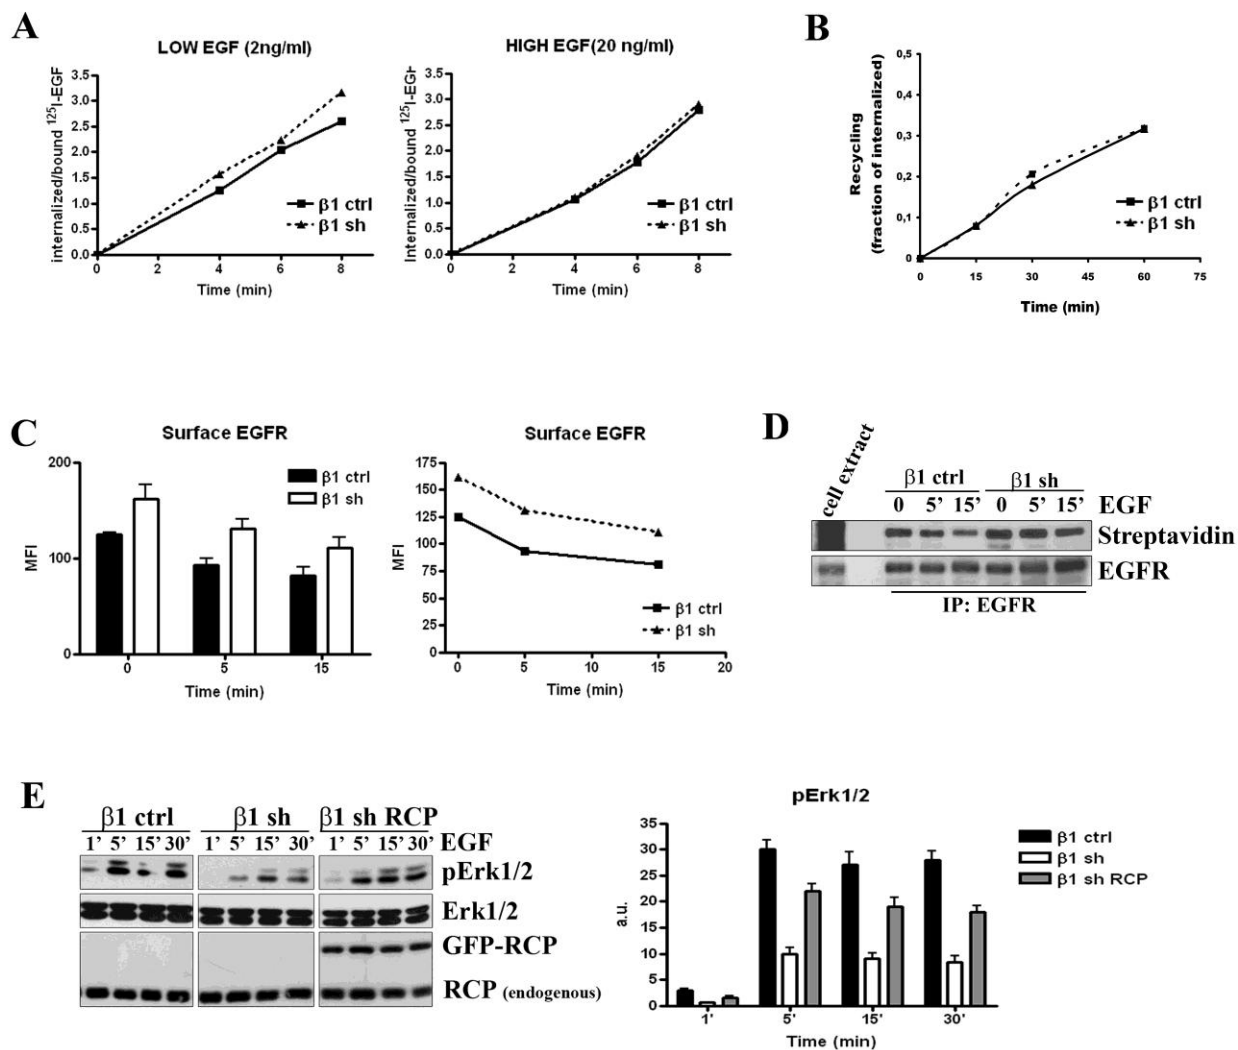 A
LOW EGF (2ng/ml)
internalized/bound ¹²⁵I-EGF
3.5
3.0
2.5
2.0
1.5
1.0
0.5
0.0
0 2 4 6 8
Time (min)
β1 ctrl
β1 sh
HIGH EGF(20 ng/ml)
Internalized/bound ¹²⁵I-EGF
3.5
3.0
2.5
2.0
1.5
1.0
0.5
0.0
0 2 4 6 8
Time (min)
β1 ctrl
β1 sh
B
Recycling
(fraction of internalized)
0,5
0,4
0,3
0,2
0,1
0
0 15 30 45 60 75
Time (min)
β1 ctrl
β1 sh
C
Surface EGFR
MFI
200
100
0
0 5 15
Time (min)
β1 ctrl
β1 sh
Surface EGFR
MFI
175
150
125
100
75
50
25
0
0 5 10 15 20
Time (min)
β1 ctrl
β1 sh
D
cell extract
β1 ctrl β1 sh
0 5' 15' 0 5' 15' EGF
Streptavidin
EGFR
IP: EGFR
E
β1 ctrl β1 sh β1 sh RCP
1' 5' 15' 30' 1' 5' 15' 30' 1' 5' 15' 30' EGF
pErk1/2
Erk1/2
GFP-RCP
RCP (endogenous)
pErk1/2
a.u.
35
30
25
20
15
10
5
0
1' 5' 15' 30'
Time (min)
β1 ctrl
β1 sh
β1 sh RCP